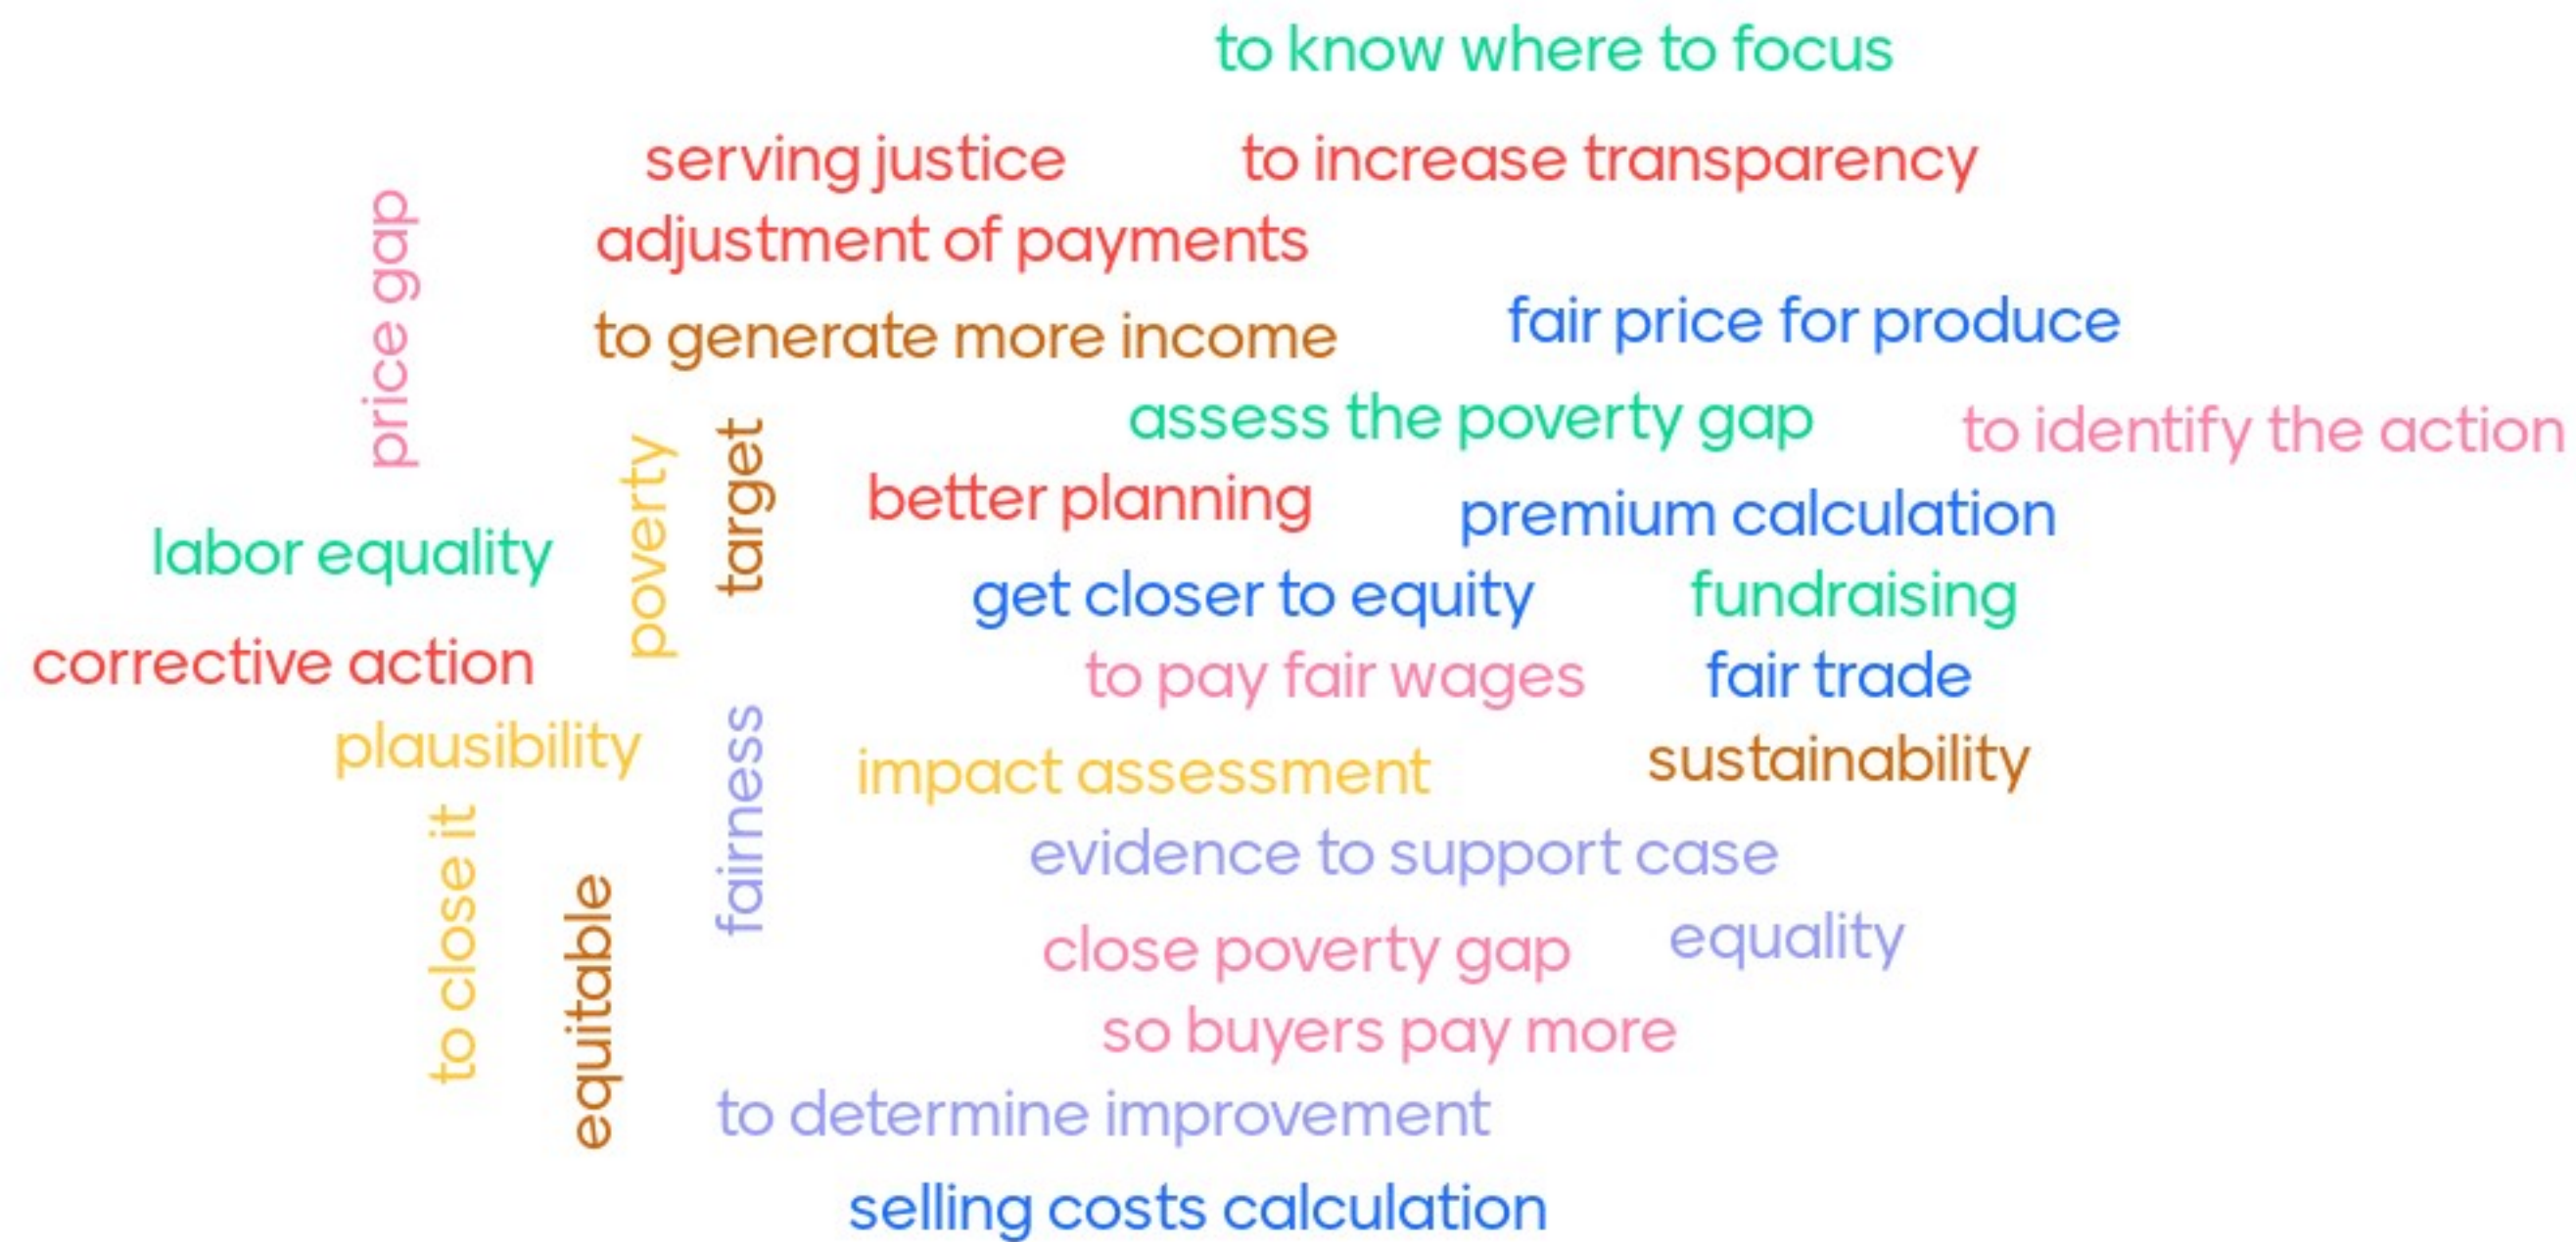 to know where to focus
serving justice
to increase transparency
price gap
adjustment of payments
to generate more income
fair price for produce
assess the poverty gap
to identify the action
poverty
target
better planning
premium calculation
labor equality
get closer to equity
fundraising
corrective action
to pay fair wages
fair trade
plausibility
fairness
impact assessment
sustainability
to close it
equitable
evidence to support case
close poverty gap
equality
so buyers pay more
to determine improvement
selling costs calculation